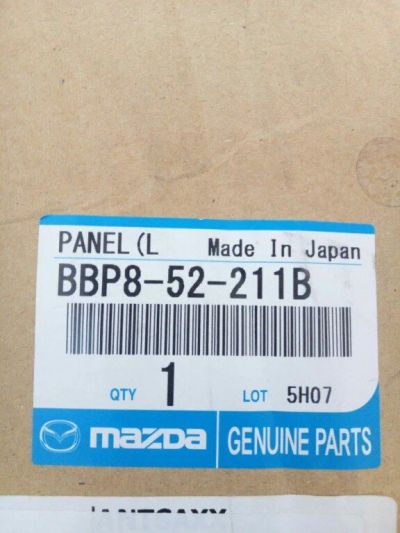 PANEL(L Made In Japan
BBP8-52-211B
QTY 1 LOT 5H07
mazda GENUINE PARTS